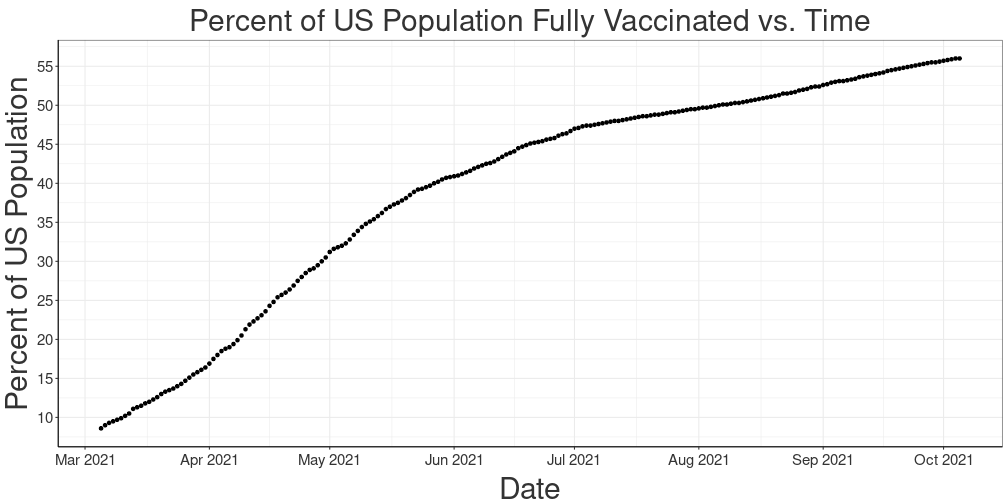 Percent of US Population Fully Vaccinated vs. Time
Percent of US Population
55
50
45
40
35
30
25
20
15
10
Mar 2021 Apr 2021 May 2021 Jun 2021 Jul 2021 Aug 2021 Sep 2021 Oct 2021
Date